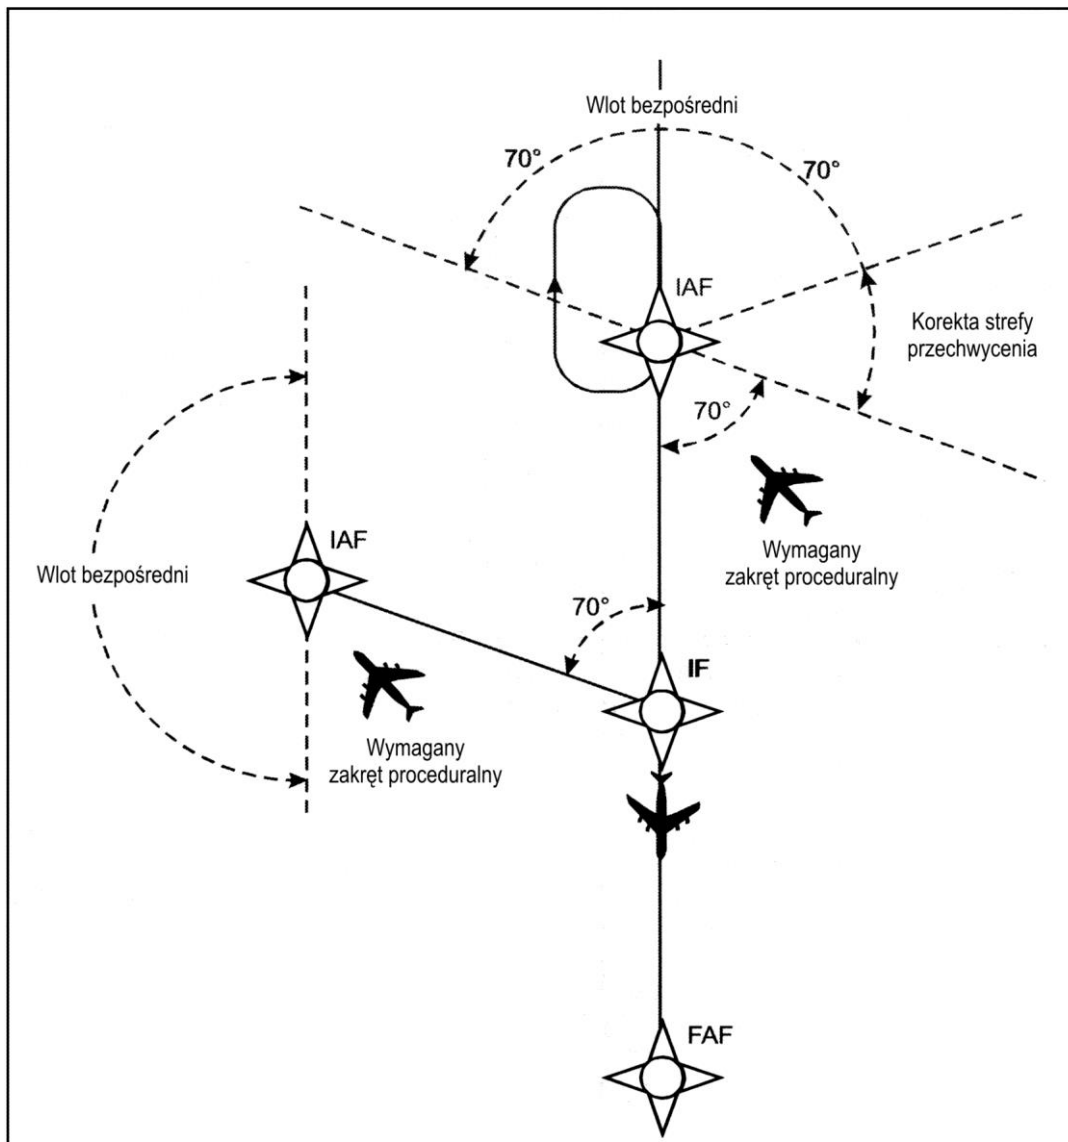 Wlot bezpośredni
70°
70°
IAF
Korekta strefy
przechwycenia
70°
IAF
Wymagany
zakręt proceduralny
Wlot bezpośredni
70°
IF
Wymagany
zakręt proceduralny
FAF